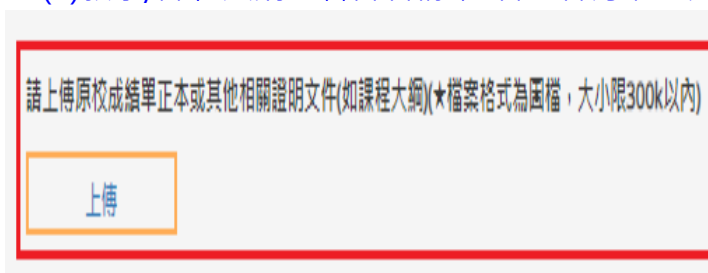 請上傳原校成績單正本或其他相關證明文件(如課程大綱)(★檔案格式為圖檔，大小限300k以內)
上傳